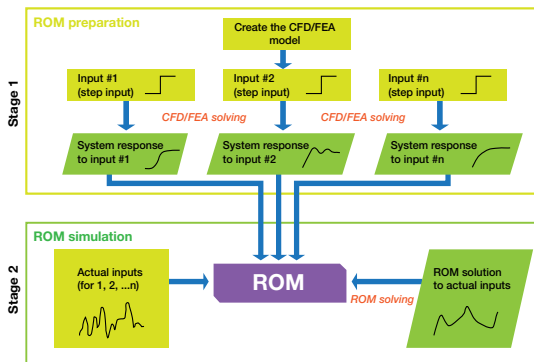 ROM preparation
Create the CFD/FEA
model
Stage 1
Input #1
(step input)
Input #2
(step input)
Input #n
(step input)
CFD/FEA solving
CFD/FEA solving
System response
to input #1
System response
to input #2
System response
to input #n
ROM simulation
Stage 2
Actual inputs
(for 1, 2, ...n)
ROM
ROM solving
ROM solution
to actual inputs